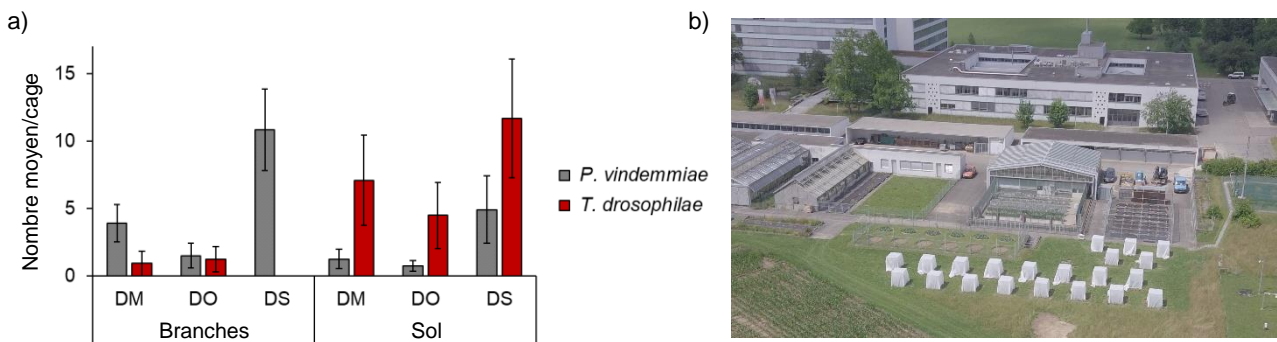 a)
Nombre moyen/cage
15
10
5
0
DM
DO
DS
DM
DO
DS
Branches
Sol
P. vindemmiae
T. drosophilae
b)